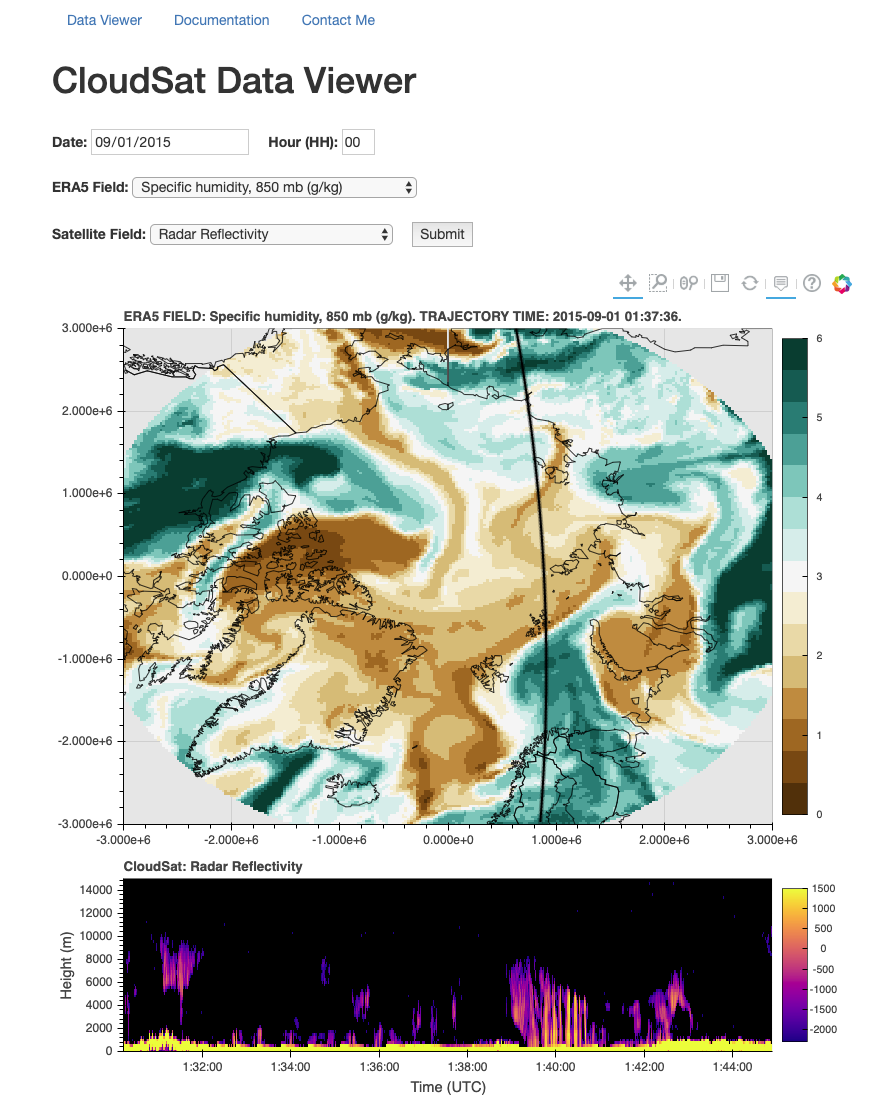 Data Viewer Documentation Contact Me
CloudSat Data Viewer
Date: 09/01/2015 Hour (HH): 00
ERA5 Field: Specific humidity, 850 mb (g/kg)
Satellite Field: Radar Reflectivity Submit
ERA5 FIELD: Specific humidity, 850 mb (g/kg). TRAJECTORY TIME: 2015-09-01 01:37:36.
3.000e+6
2.000e+6
1.000e+6
0.000e+0
-1.000e+6
-2.000e+6
-3.000e+6
-3.000e+6 -2.000e+6 -1.000e+6 0.000e+0 1.000e+6 2.000e+6 3.000e+6
6
5
4
3
2
1
0
CloudSat: Radar Reflectivity
Height (m)
14000
12000
10000
8000
6000
4000
2000
0
1:32:00 1:34:00 1:36:00 1:38:00 1:40:00 1:42:00 1:44:00
Time (UTC)
1500
1000
500
0
-500
-1000
-1500
-2000